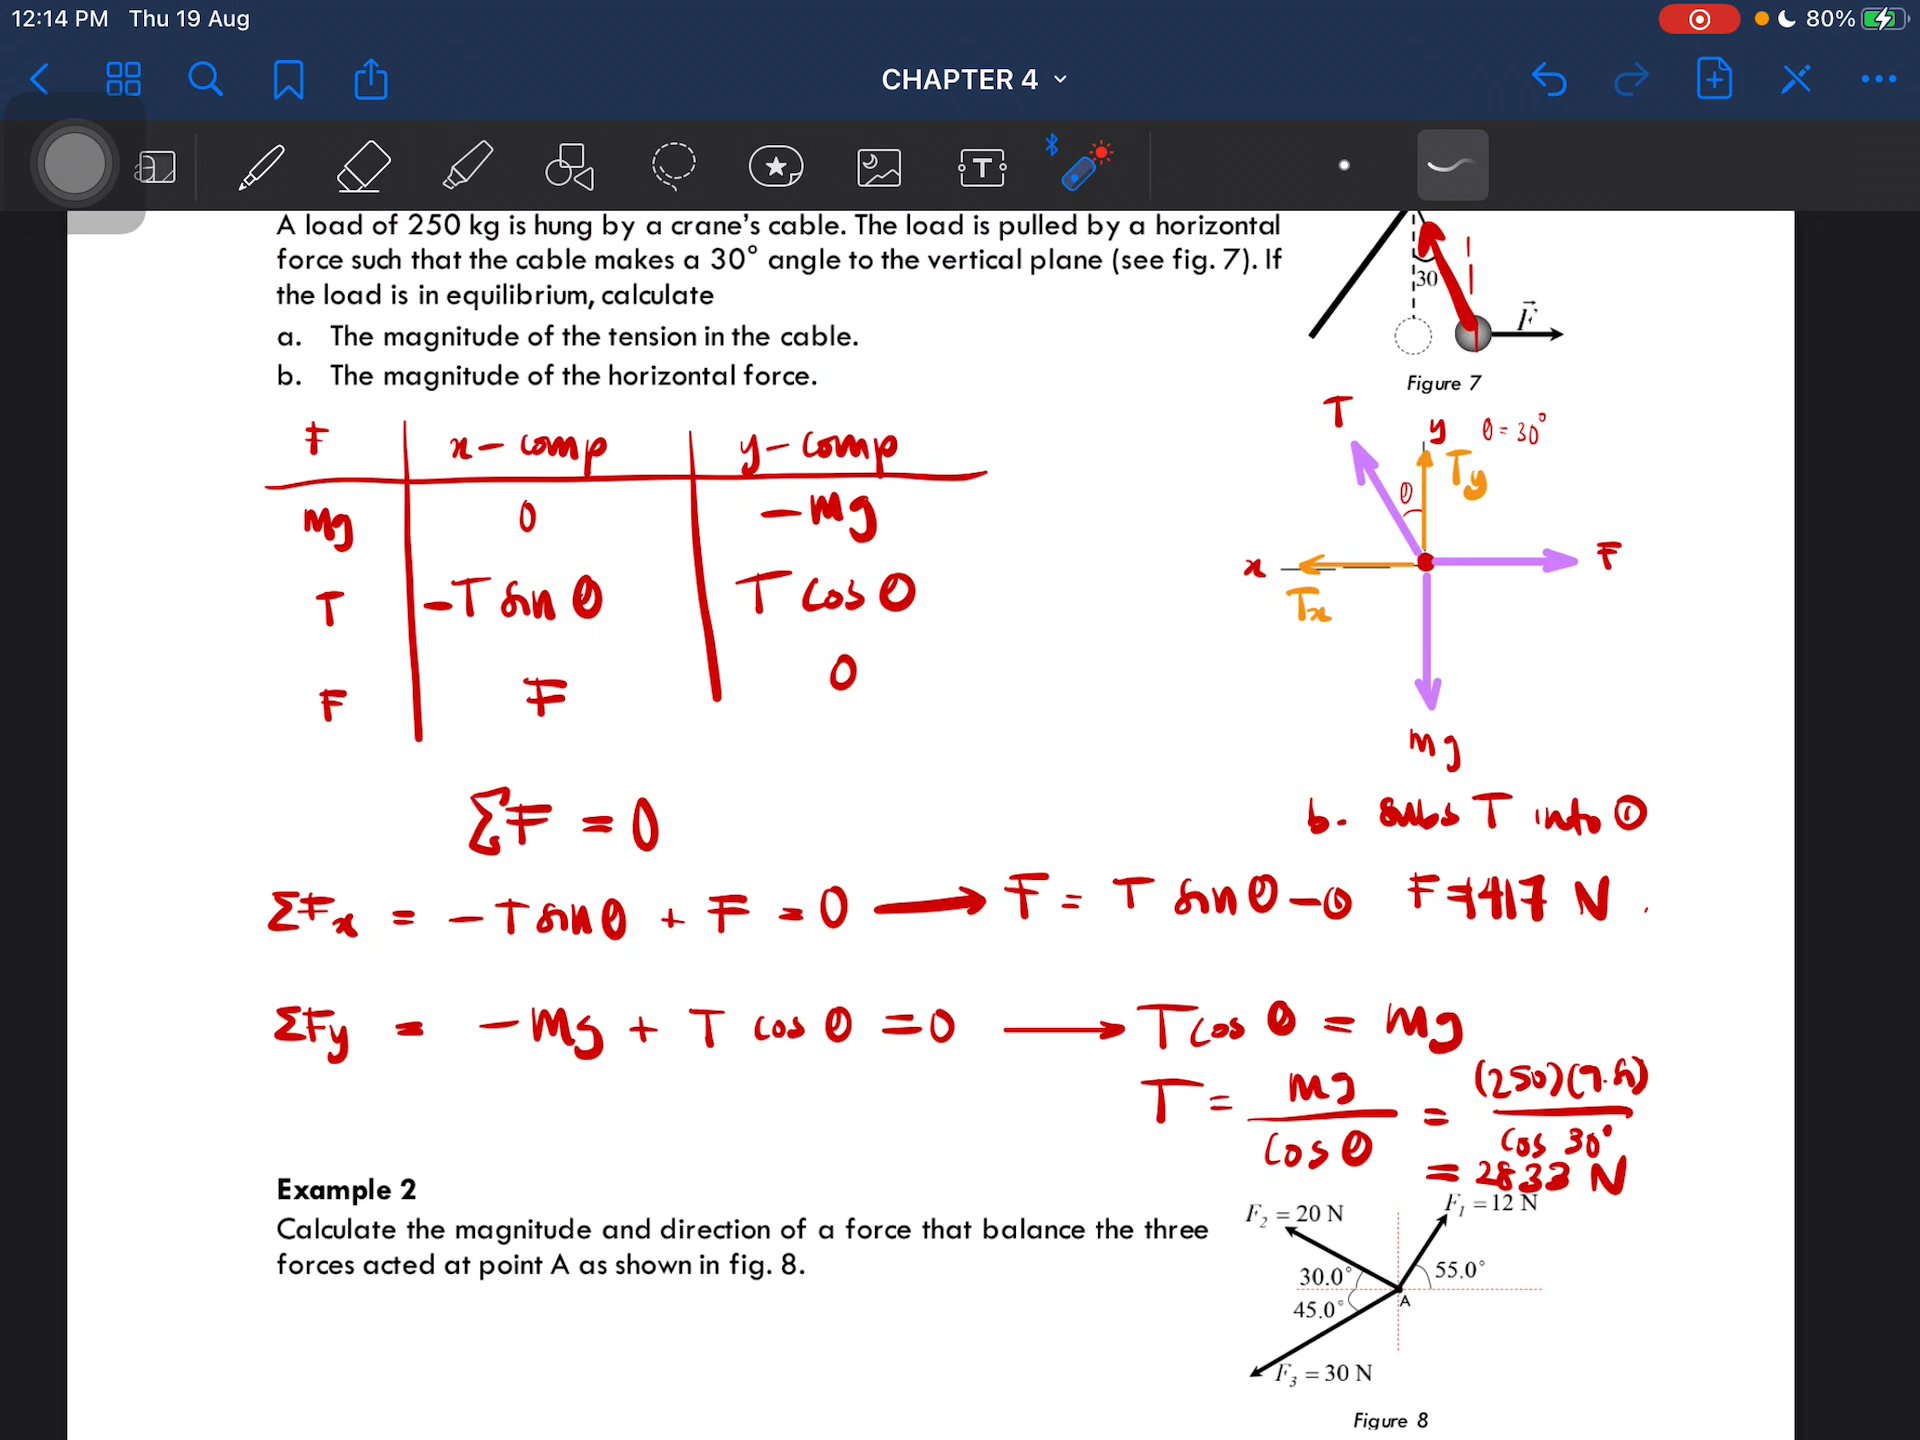 12:14 PM Thu 19 Aug
80%
CHAPTER 4
A load of 250 kg is hung by a crane's cable. The load is pulled by a horizontal
force such that the cable makes a 30° angle to the vertical plane (see fig. 7). If
the load is in equilibrium, calculate
a. The magnitude of the tension in the cable.
b. The magnitude of the horizontal force.
30
F
Figure 7
F x-comp y-comp
Mg 0 -Mg
T -T sin θ T cos θ
F F 0
T
y θ = 30°
Ty
θ
x
Tx
F
Mg
ΣF = 0
b. subs T into ①
ΣFx = -T sin θ + F = 0 → F = T sin θ - ① F = 1417 N
ΣFy = -Mg + T cos θ = 0 → T cos θ = Mg
T = Mg / cos θ = (250)(9.81) / cos 30°
= 2833 N
Example 2
Calculate the magnitude and direction of a force that balance the three
forces acted at point A as shown in fig. 8.
F₂ = 20 N
F₁ = 12 N
30.0°
55.0°
45.0°
A
F₃ = 30 N
Figure 8